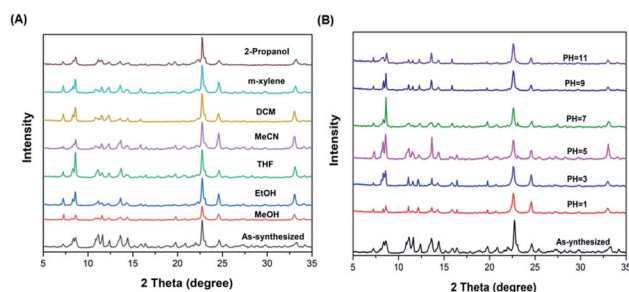 (A)
2-Propanol
m-xylene
DCM
MeCN
THF
EtOH
MeOH
As-synthesized
Intensity
5 10 15 20 25 30 35
2 Theta (degree)
(B)
PH=11
PH=9
PH=7
PH=5
PH=3
PH=1
As-synthesized
Intensity
5 10 15 20 25 30 35
2 Theta (degree)